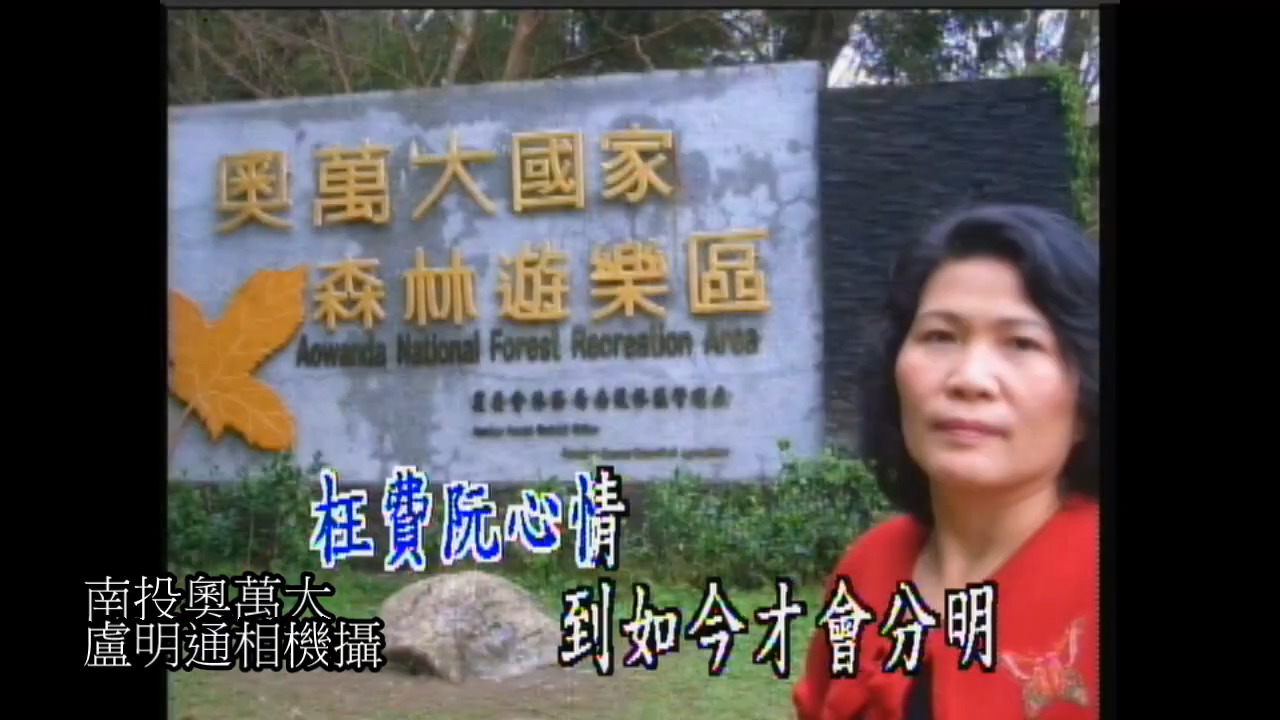 奧萬大國家
森林遊樂區
Aowanda National Forest Recreation Area
枉費阮心情
到如今才會分明
南投奧萬大
盧明通相機攝